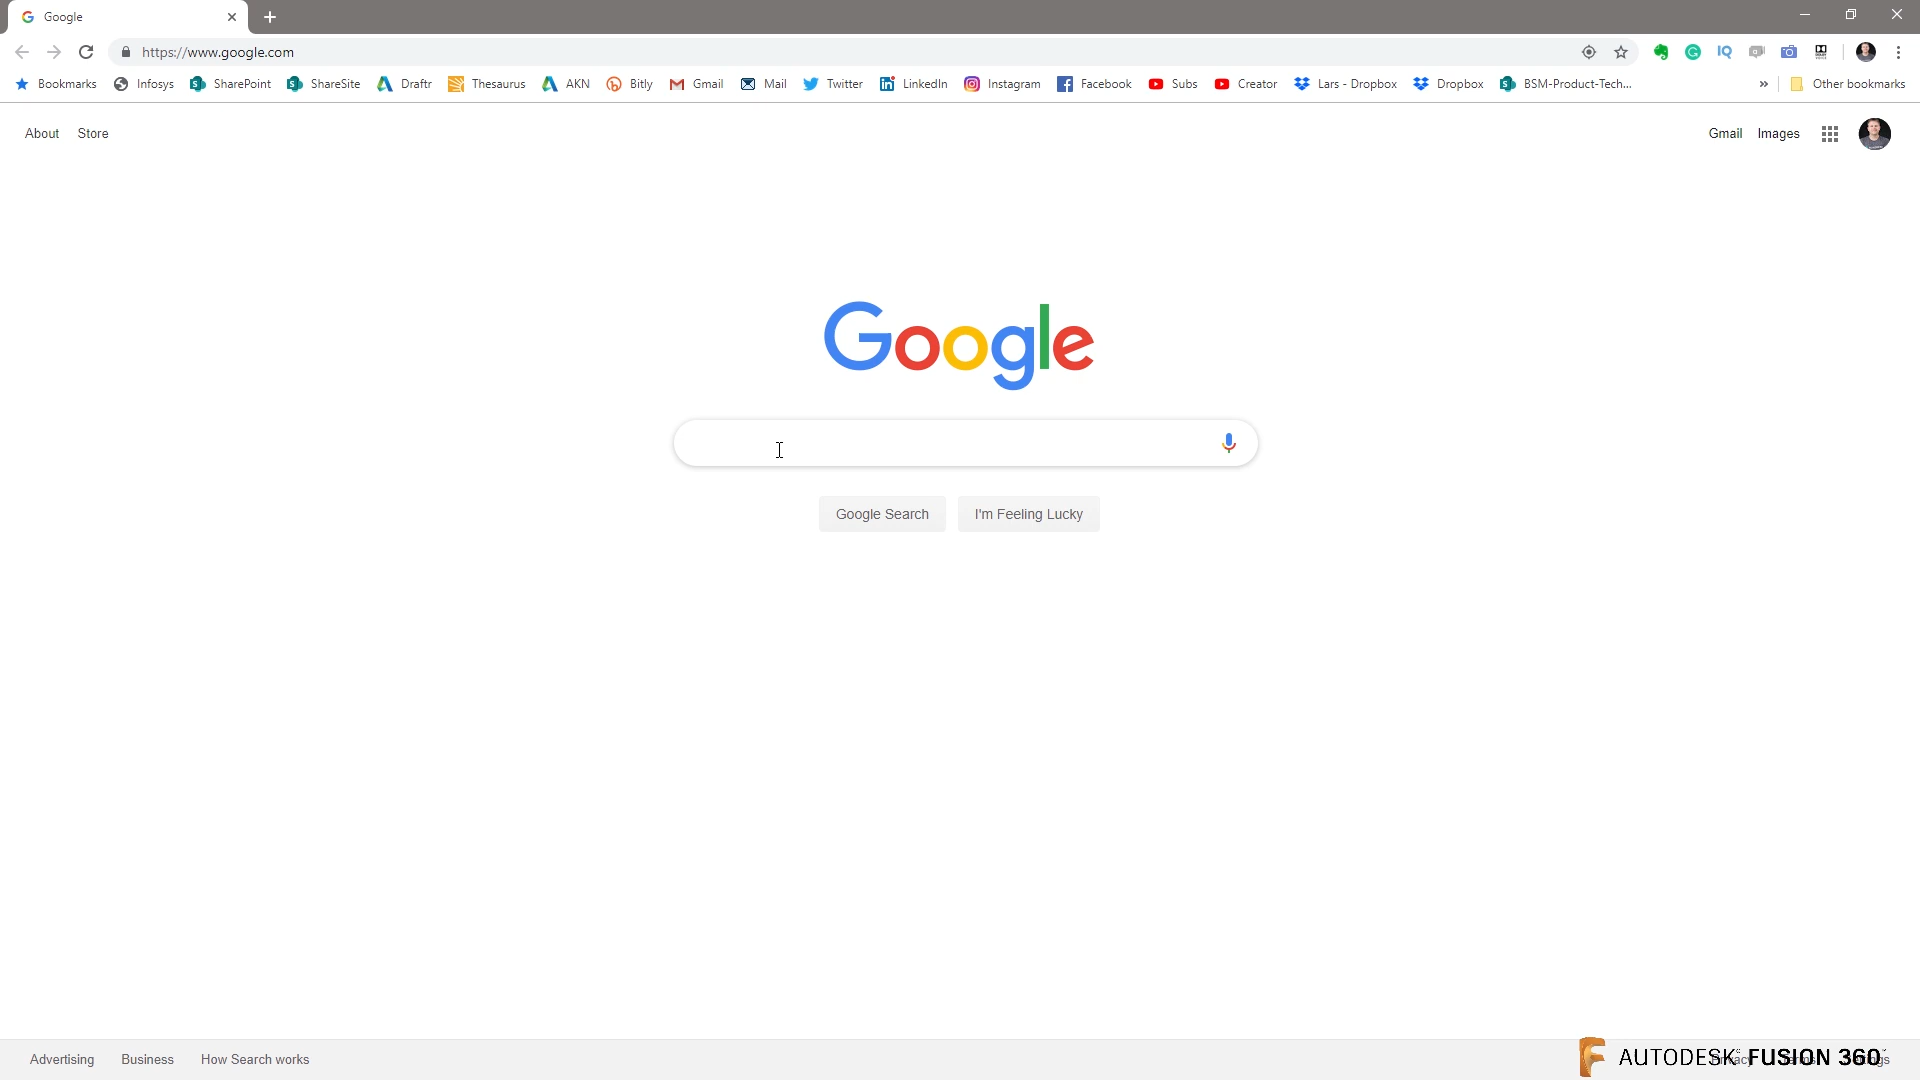 Google
https://www.google.com
Bookmarks Infosys SharePoint ShareSite Draftr Thesaurus AKN Bitly Gmail Mail Twitter LinkedIn Instagram Facebook Subs Creator Lars - Dropbox Dropbox BSM-Product-Tech... » Other bookmarks
About Store Gmail Images
Google
Google Search I'm Feeling Lucky
Advertising Business How Search works
AUTODESK FUSION 360